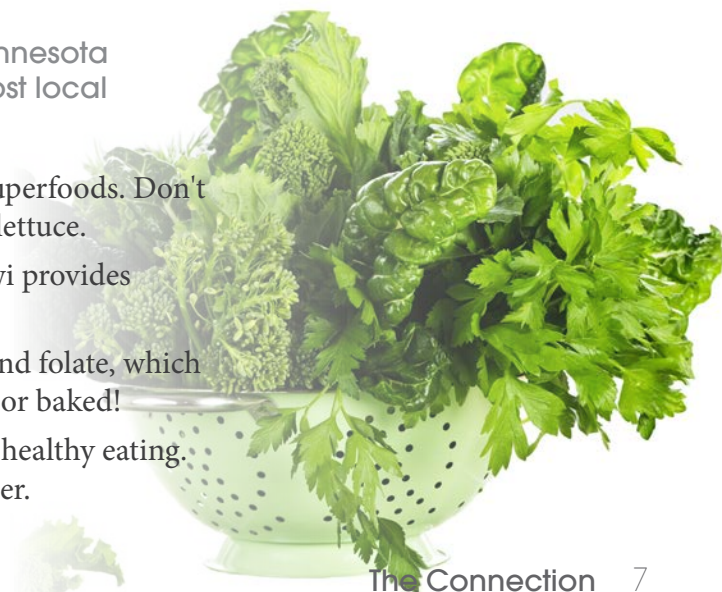 nnesota
ost local
uperfoods. Don't
lettuce.
vi provides
nd folate, which
or baked!
healthy eating.
er.
The Connection 7